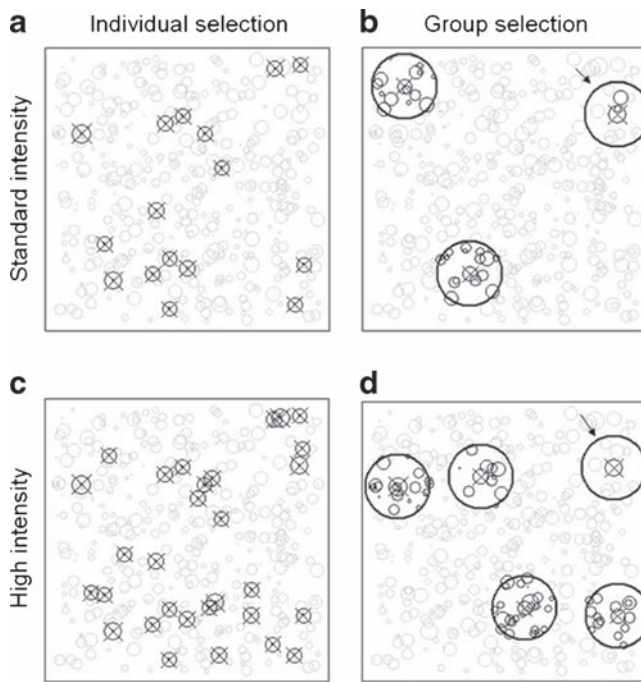 a
Individual selection
b
Group selection
Standard intensity
c
d
High intensity